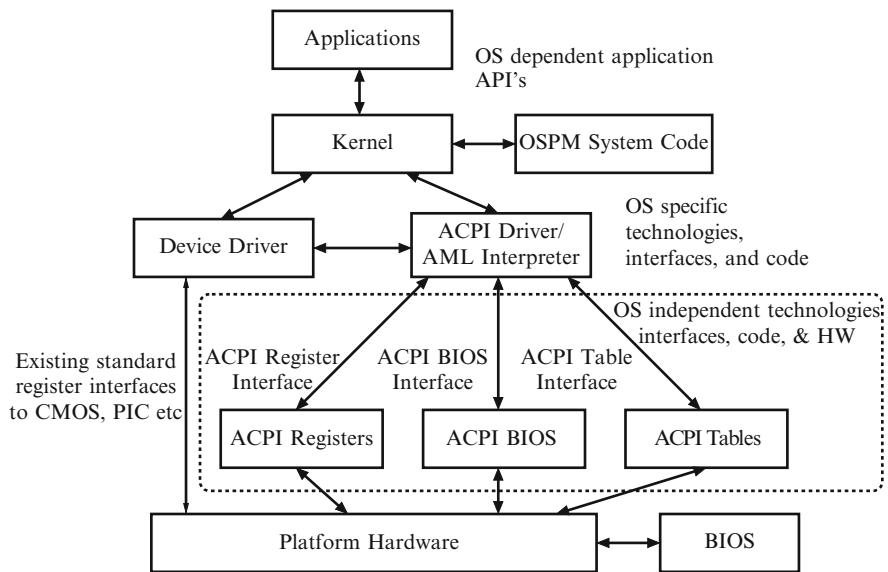 Applications
OS dependent application
API's
Kernel
OSPM System Code
Device Driver
ACPI Driver/
AML Interpreter
OS specific
technologies,
interfaces, and code
OS independent technologies
interfaces, code, & HW
Existing standard
register interfaces
to CMOS, PIC etc
ACPI Register
Interface
ACPI BIOS
Interface
ACPI Table
Interface
ACPI Registers
ACPI BIOS
ACPI Tables
Platform Hardware
BIOS